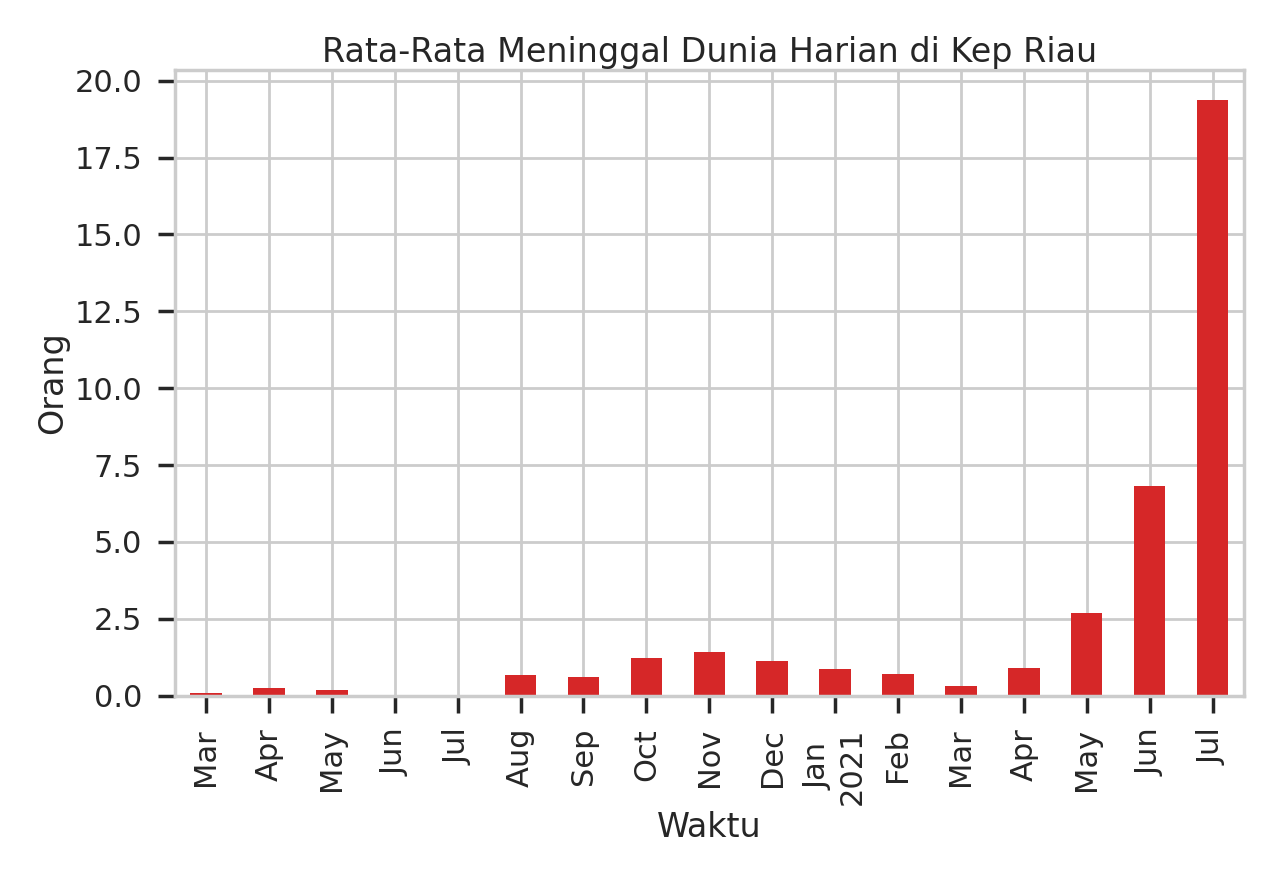 Rata-Rata Meninggal Dunia Harian di Kep Riau
20.0
17.5
15.0
12.5
10.0
7.5
5.0
2.5
0.0
Orang
Mar
Apr
May
Jun
Jul
Aug
Sep
Oct
Nov
Dec
Jan
2021
Feb
Mar
Apr
May
Jun
Jul
Waktu